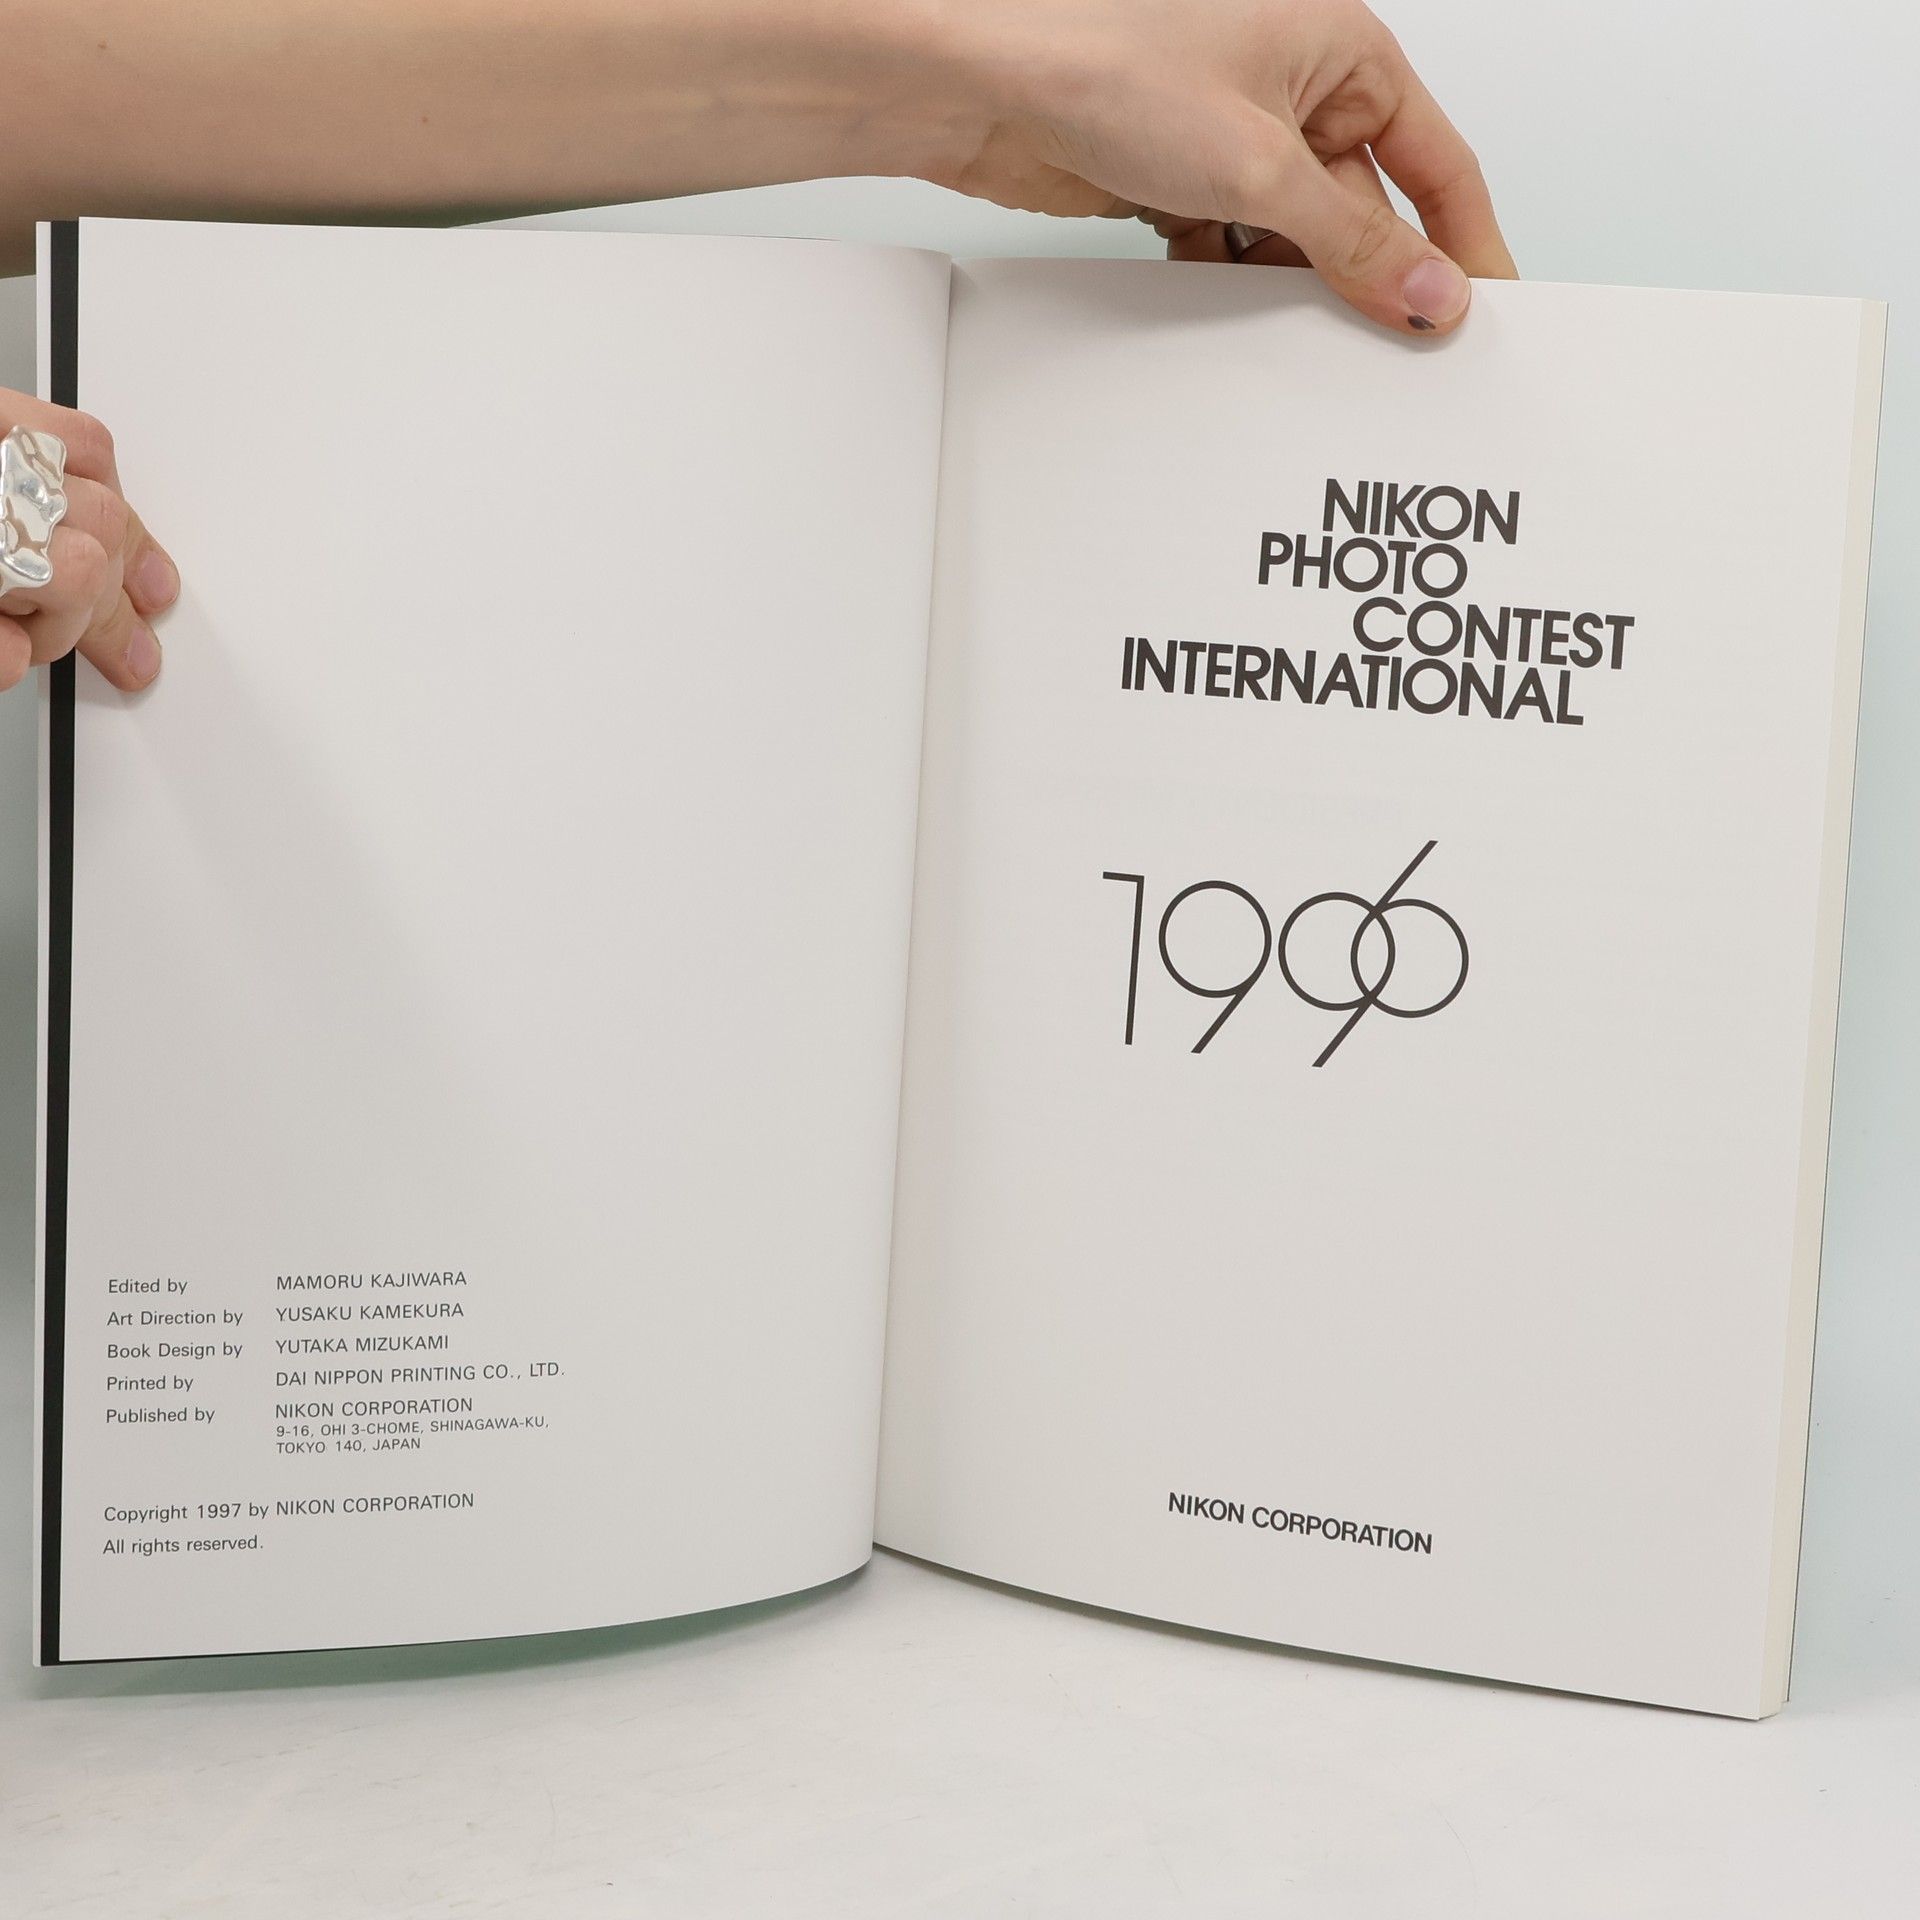 Edited by MAMORU KAJIWARA
Art Direction by YUSAKU KAMEKURA
Book Design by YUTAKA MIZUKAMI
Printed by DAI NIPPON PRINTING CO., LTD.
Published by NIKON CORPORATION
9-16, OHI 3-CHOME, SHINAGAWA-KU,
TOKYO 140, JAPAN
Copyright 1997 by NIKON CORPORATION
All rights reserved.
NIKON
PHOTO
CONTEST
INTERNATIONAL
1996
NIKON CORPORATION